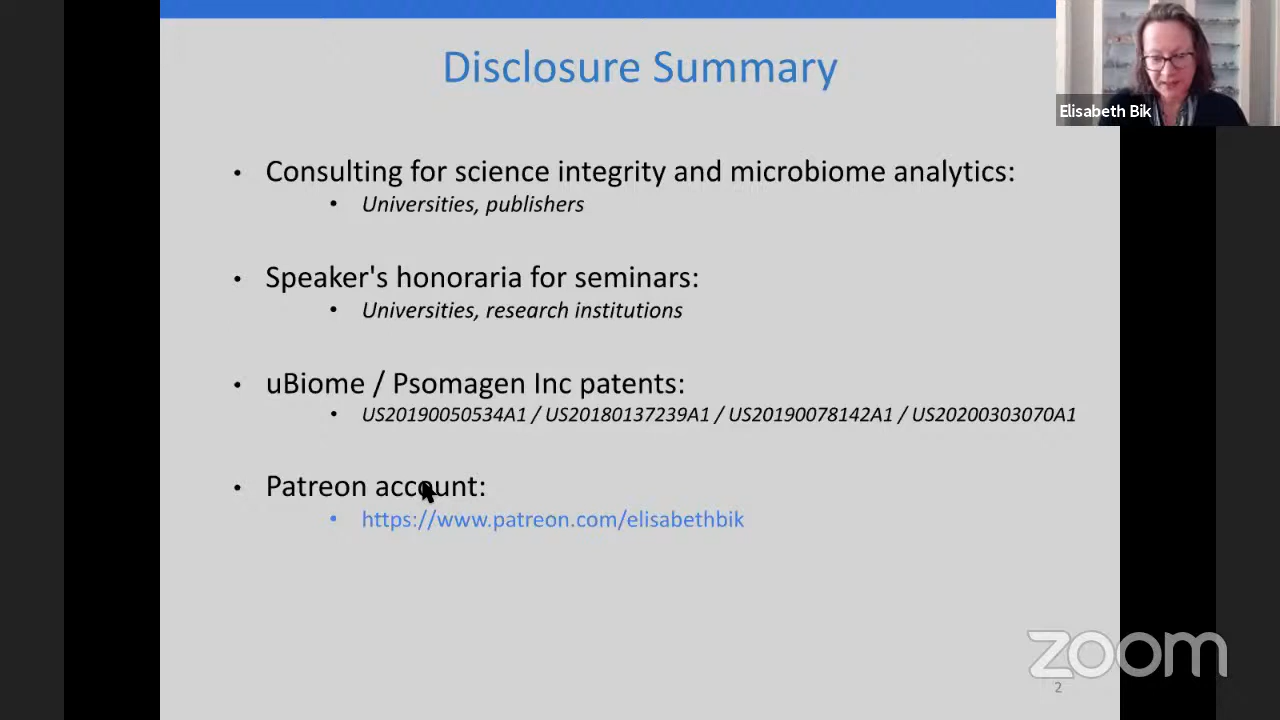 Disclosure Summary
Elisabeth Bik
• Consulting for science integrity and microbiome analytics:
• Universities, publishers
• Speaker's honoraria for seminars:
• Universities, research institutions
• uBiome / Psomagen Inc patents:
• US20190050534A1 / US20180137239A1 / US20190078142A1 / US20200303070A1
• Patreon account:
• https://www.patreon.com/elisabethbik
zoom
2